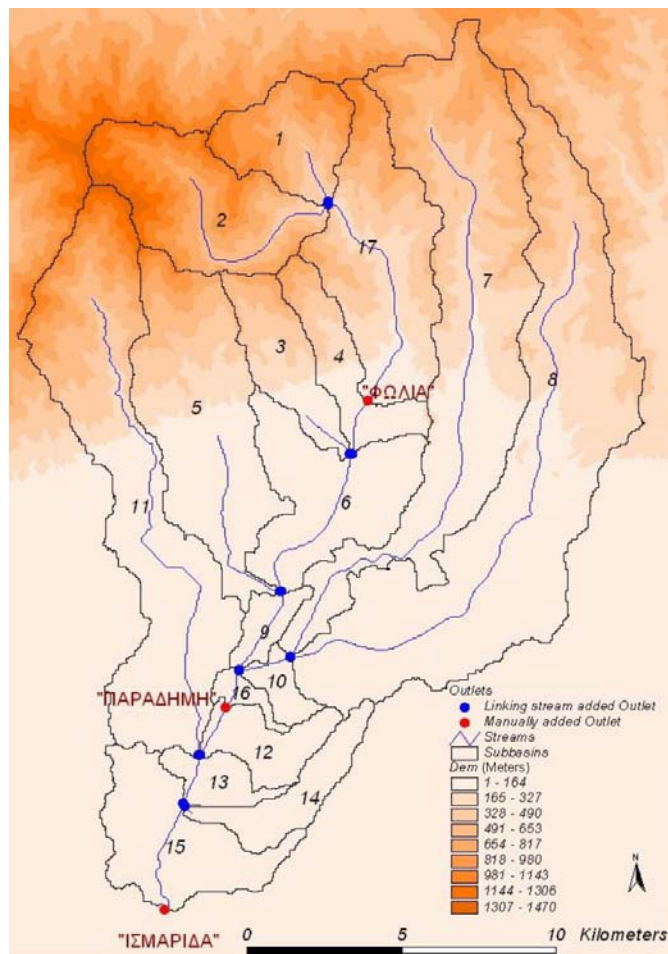 1
2
17
7
3
4
8
"ΦΩΛΙΑ"
5
6
11
9
10
"ΠΑΡΑΔΗΜΗ"
16
12
13
14
15
"ΙΣΜΑΡΙΔΑ"
Outlets
Linking stream added Outlet
Manually added Outlet
Streams
Subbasins
Dem (Meters)
1 - 164
165 - 327
328 - 490
491 - 653
654 - 817
818 - 980
981 - 1143
1144 - 1306
1307 - 1470
N
0 5 10 Kilometers